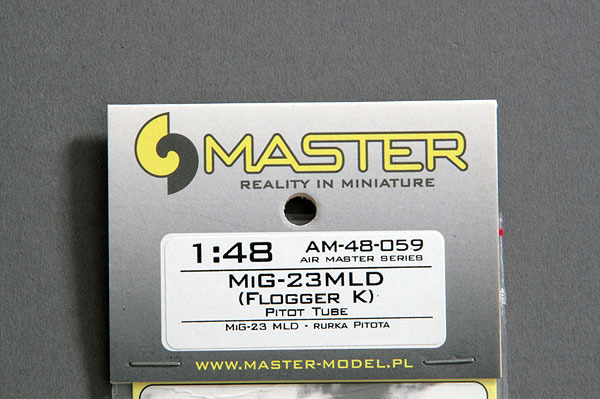 MASTER
REALITY IN MINIATURE
1:48 AM-48-059
AIR MASTER SERIES
MiG-23MLD
(Flogger K)
Pitot Tube
MiG-23 MLD - rurka Pitota
WWW.MASTER-MODEL.PL